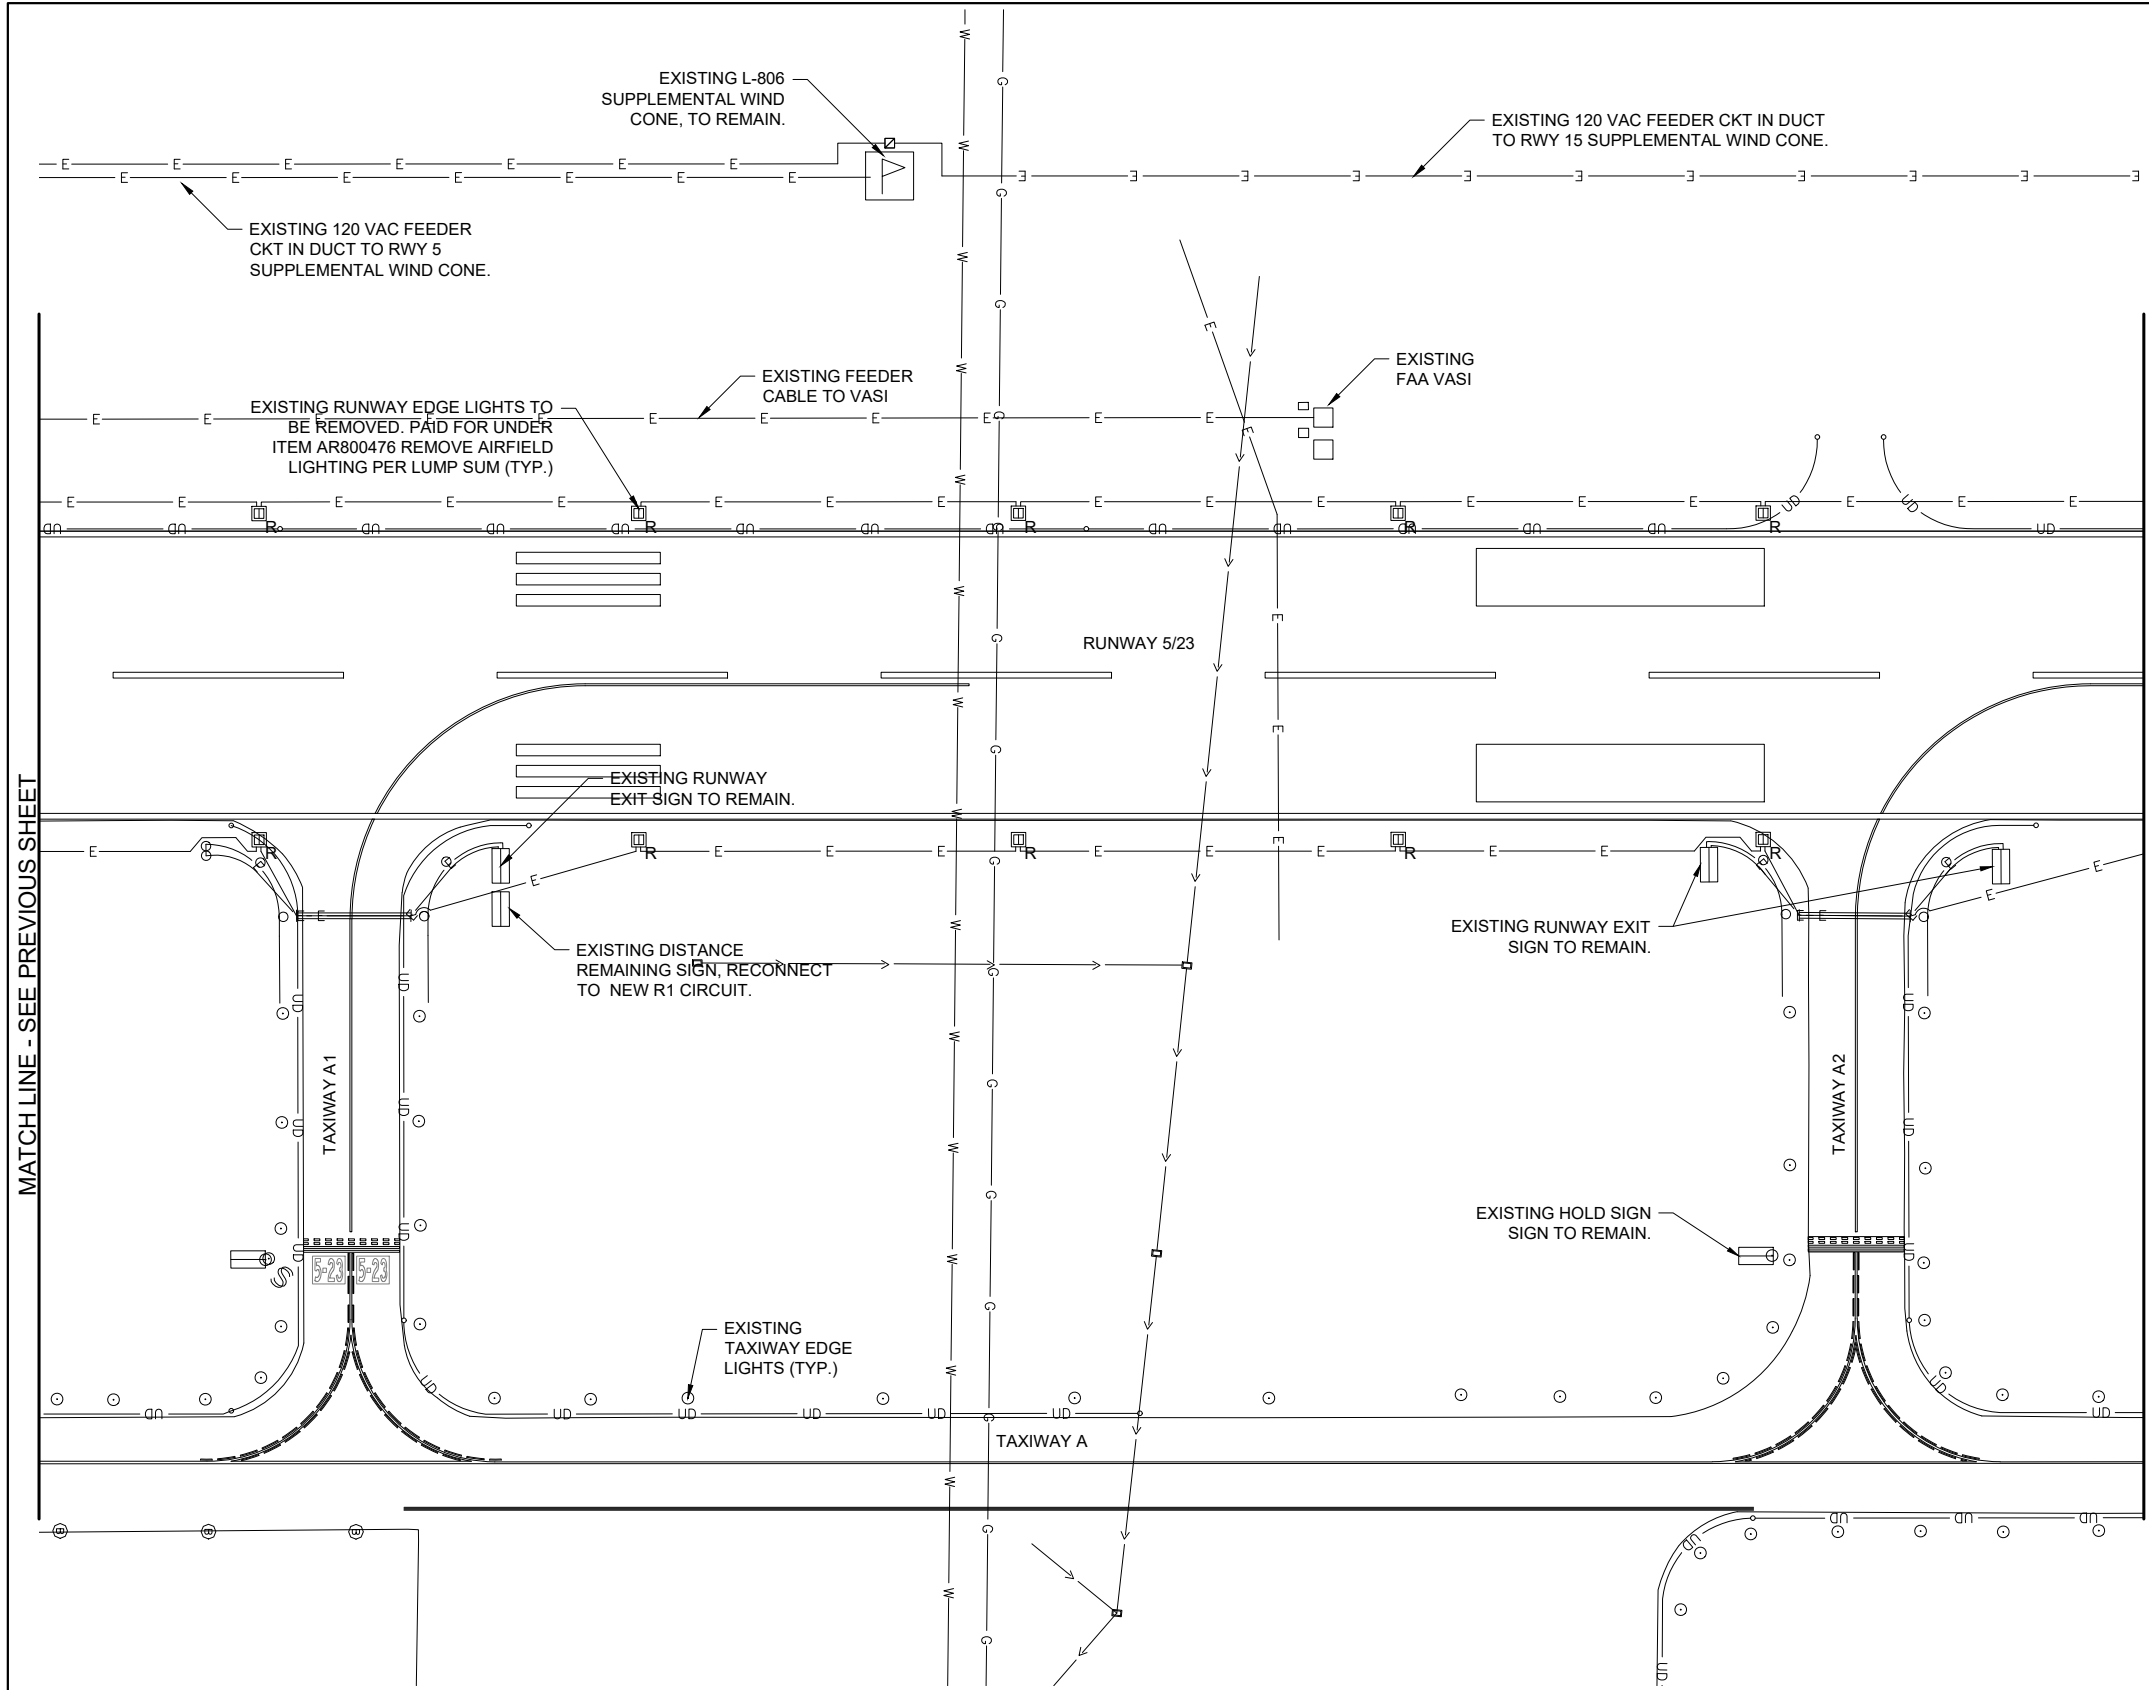 EXISTING L-806
SUPPLEMENTAL WIND
CONE, TO REMAIN.
EXISTING 120 VAC FEEDER CKT IN DUCT
TO RWY 15 SUPPLEMENTAL WIND CONE.
EXISTING 120 VAC FEEDER
CKT IN DUCT TO RWY 5
SUPPLEMENTAL WIND CONE.
EXISTING
FAA VASI
EXISTING FEEDER
CABLE TO VASI
EXISTING RUNWAY EDGE LIGHTS TO
BE REMOVED. PAID FOR UNDER
ITEM AR800476 REMOVE AIRFIELD
LIGHTING PER LUMP SUM (TYP.)
RUNWAY 5/23
EXISTING RUNWAY
EXIT SIGN TO REMAIN.
EXISTING DISTANCE
REMAINING SIGN, RECONNECT
TO NEW R1 CIRCUIT.
EXISTING RUNWAY EXIT
SIGN TO REMAIN.
MATCH LINE - SEE PREVIOUS SHEET
TAXIWAY A1
TAXIWAY A2
EXISTING HOLD SIGN
SIGN TO REMAIN.
5-23 5-23
S
EXISTING
TAXIWAY EDGE
LIGHTS (TYP.)
TAXIWAY A